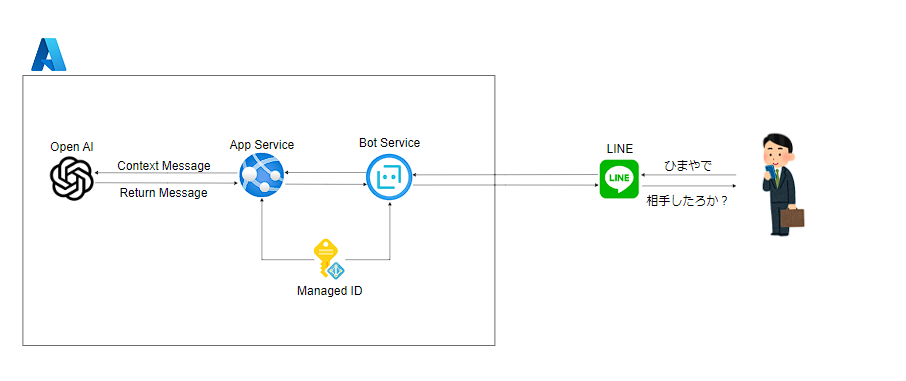 Open AI
App Service
Bot Service
LINE
Context Message
Return Message
LINE
ひまやで
相手したろか？
Managed ID